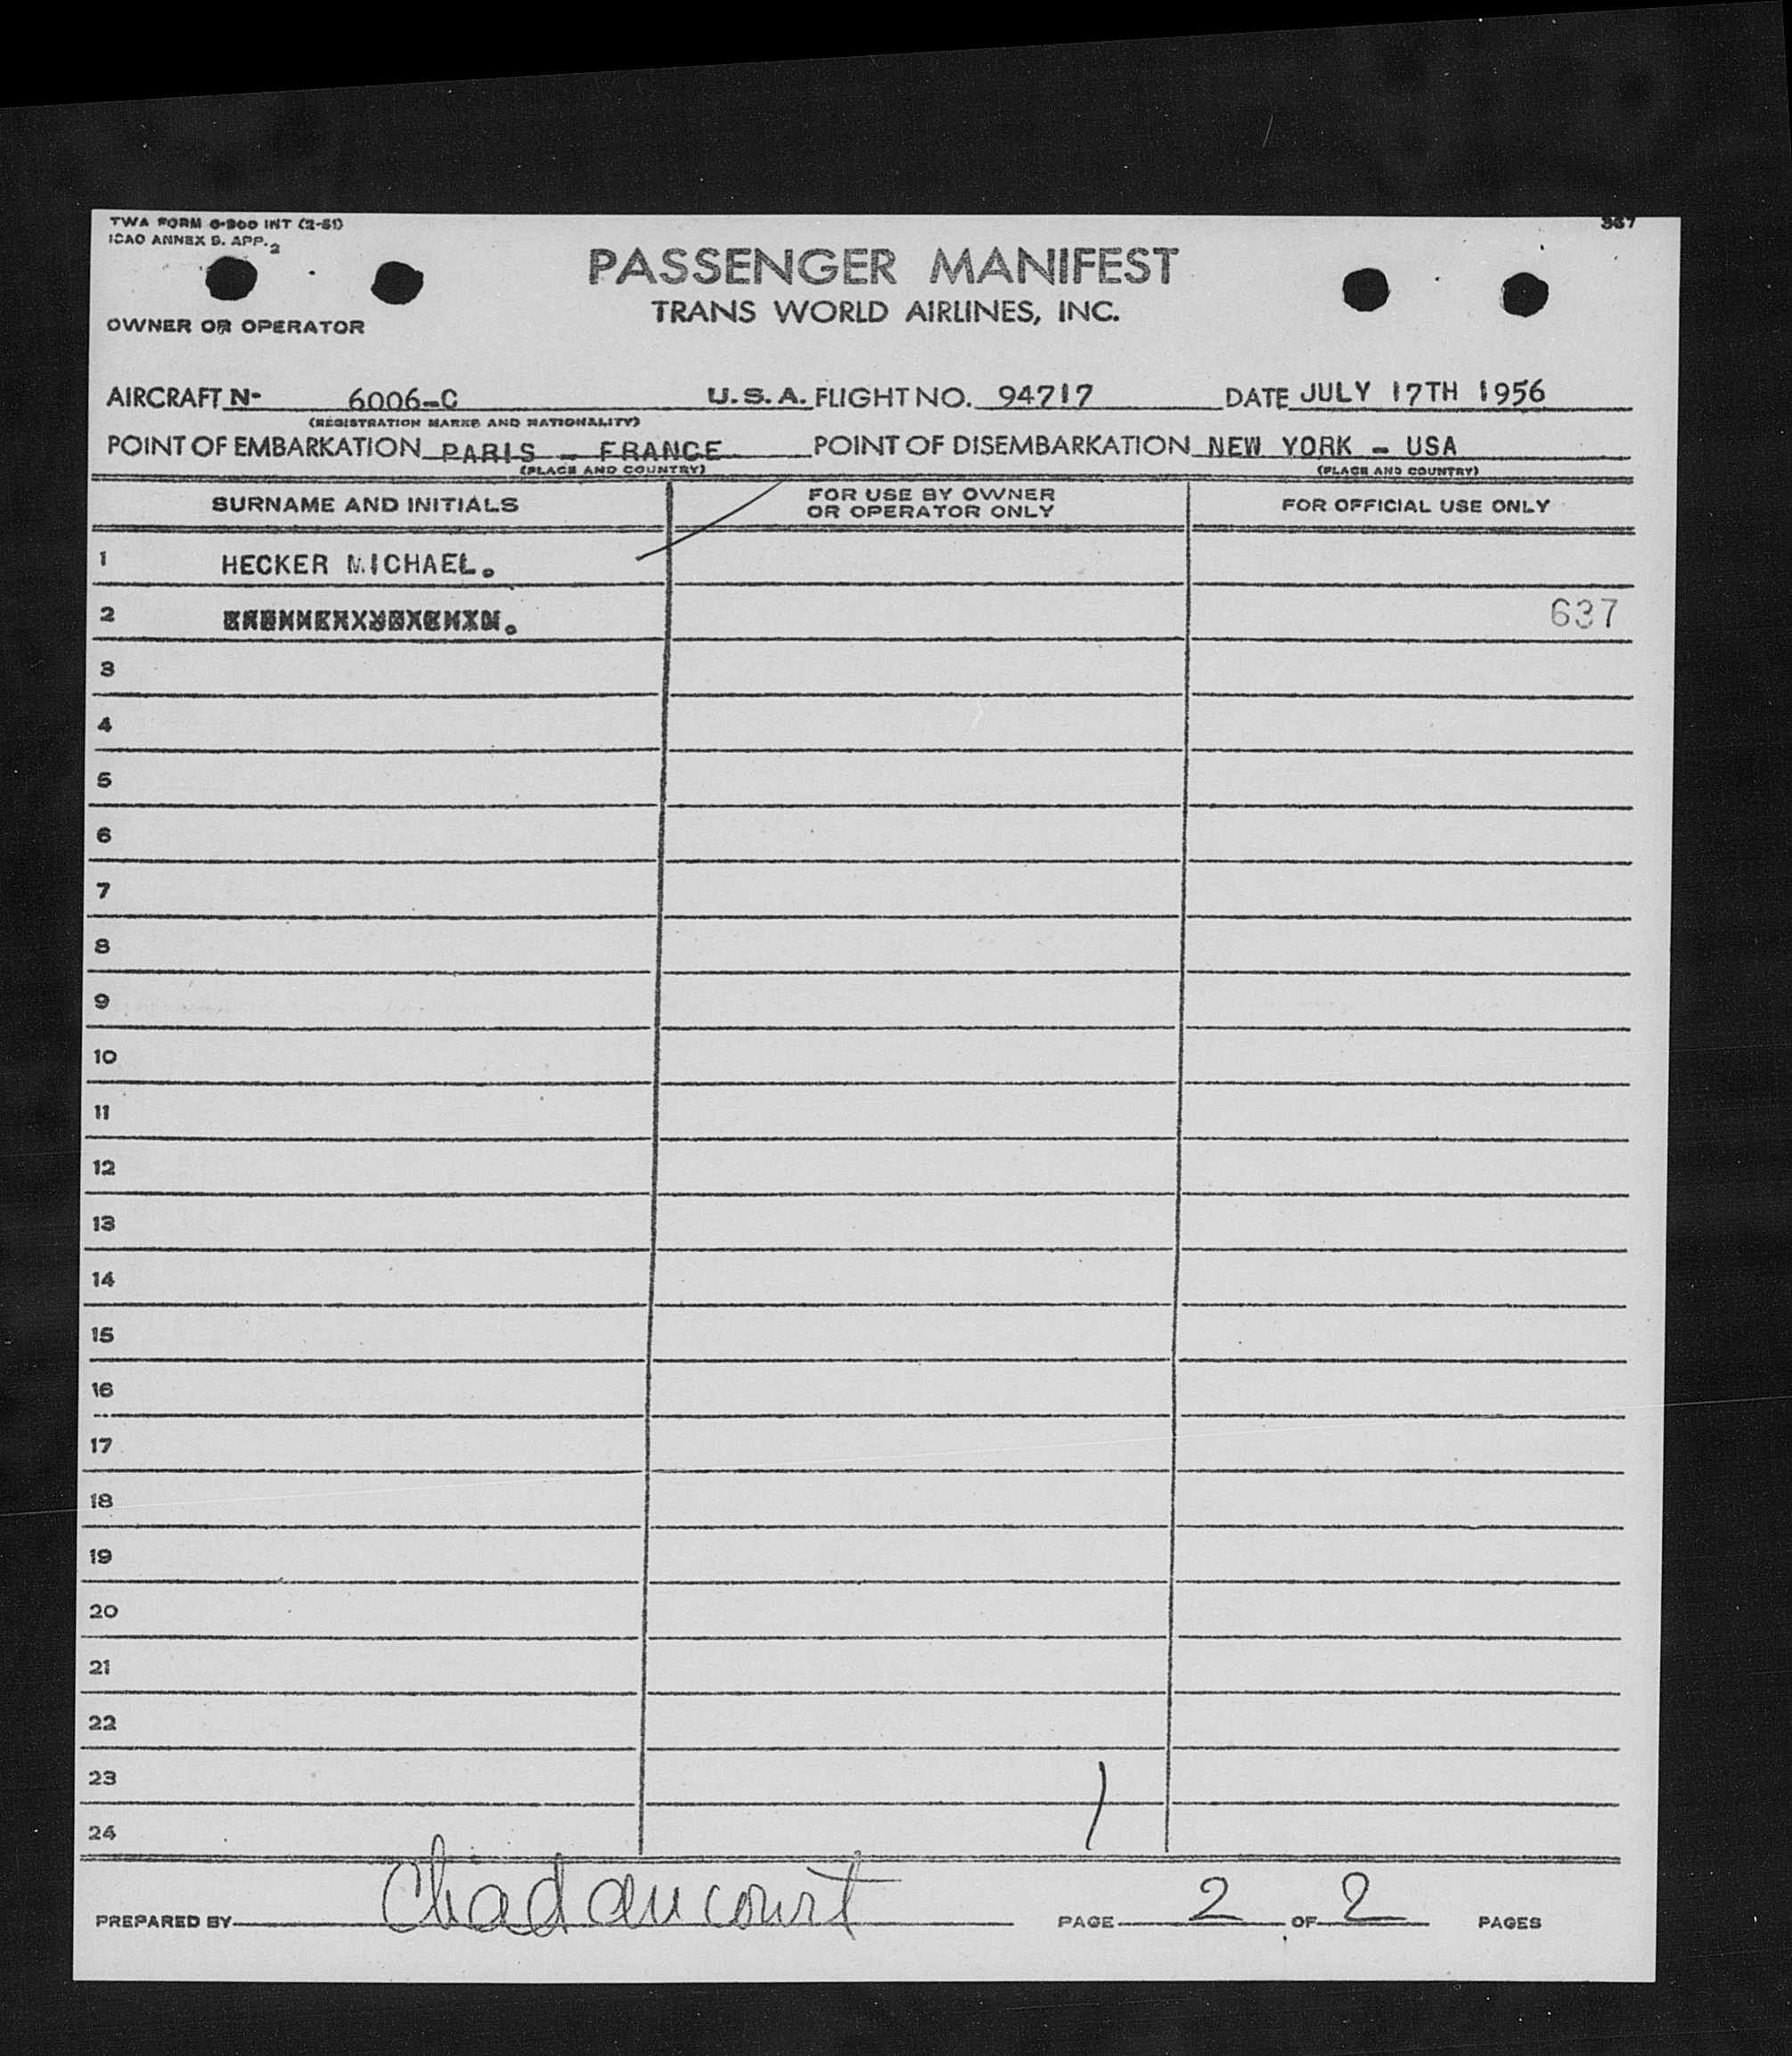 TWA FORM 6-900 INT (2-51)
ICAO ANNEX 9. APP. 2
367
PASSENGER MANIFEST
TRANS WORLD AIRLINES, INC.
OWNER OR OPERATOR
AIRCRAFT N- 6006-C U.S.A. FLIGHT NO. 94717 DATE JULY 17TH 1956
(REGISTRATION MARKS AND NATIONALITY)
POINT OF EMBARKATION PARIS - FRANCE POINT OF DISEMBARKATION NEW YORK - USA
(PLACE AND COUNTRY) (PLACE AND COUNTRY)
SURNAME AND INITIALS FOR USE BY OWNER OR OPERATOR ONLY FOR OFFICIAL USE ONLY
1 HECKER MICHAEL.
2 637
3
4
5
6
7
8
9
10
11
12
13
14
15
16
17
18
19
20
21
22
23
24
PREPARED BY PAGE 2 OF 2 PAGES